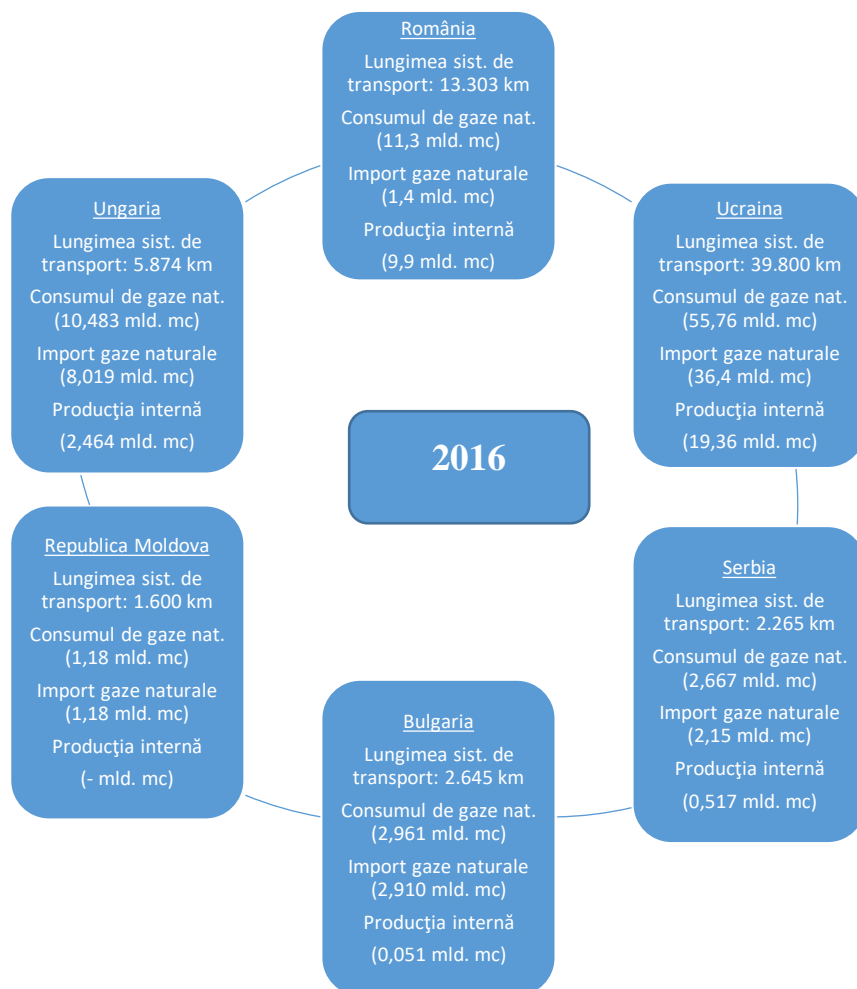 România
Lungimea sist. de
transport: 13.303 km
Consumul de gaze nat.
(11,3 mld. mc)
Import gaze naturale
(1,4 mld. mc)
Producţia internă
(9,9 mld. mc)
Ucraina
Lungimea sist. de
transport: 39.800 km
Consumul de gaze nat.
(55,76 mld. mc)
Import gaze naturale
(36,4 mld. mc)
Producţia internă
(19,36 mld. mc)
Serbia
Lungimea sist. de
transport: 2.265 km
Consumul de gaze nat.
(2,667 mld. mc)
Import gaze naturale
(2,15 mld. mc)
Producţia internă
(0,517 mld. mc)
Bulgaria
Lungimea sist. de
transport: 2.645 km
Consumul de gaze nat.
(2,961 mld. mc)
Import gaze naturale
(2,910 mld. mc)
Producţia internă
(0,051 mld. mc)
Republica Moldova
Lungimea sist. de
transport: 1.600 km
Consumul de gaze nat.
(1,18 mld. mc)
Import gaze naturale
(1,18 mld. mc)
Producţia internă
(- mld. mc)
Ungaria
Lungimea sist. de
transport: 5.874 km
Consumul de gaze nat.
(10,483 mld. mc)
Import gaze naturale
(8,019 mld. mc)
Producţia internă
(2,464 mld. mc)
2016